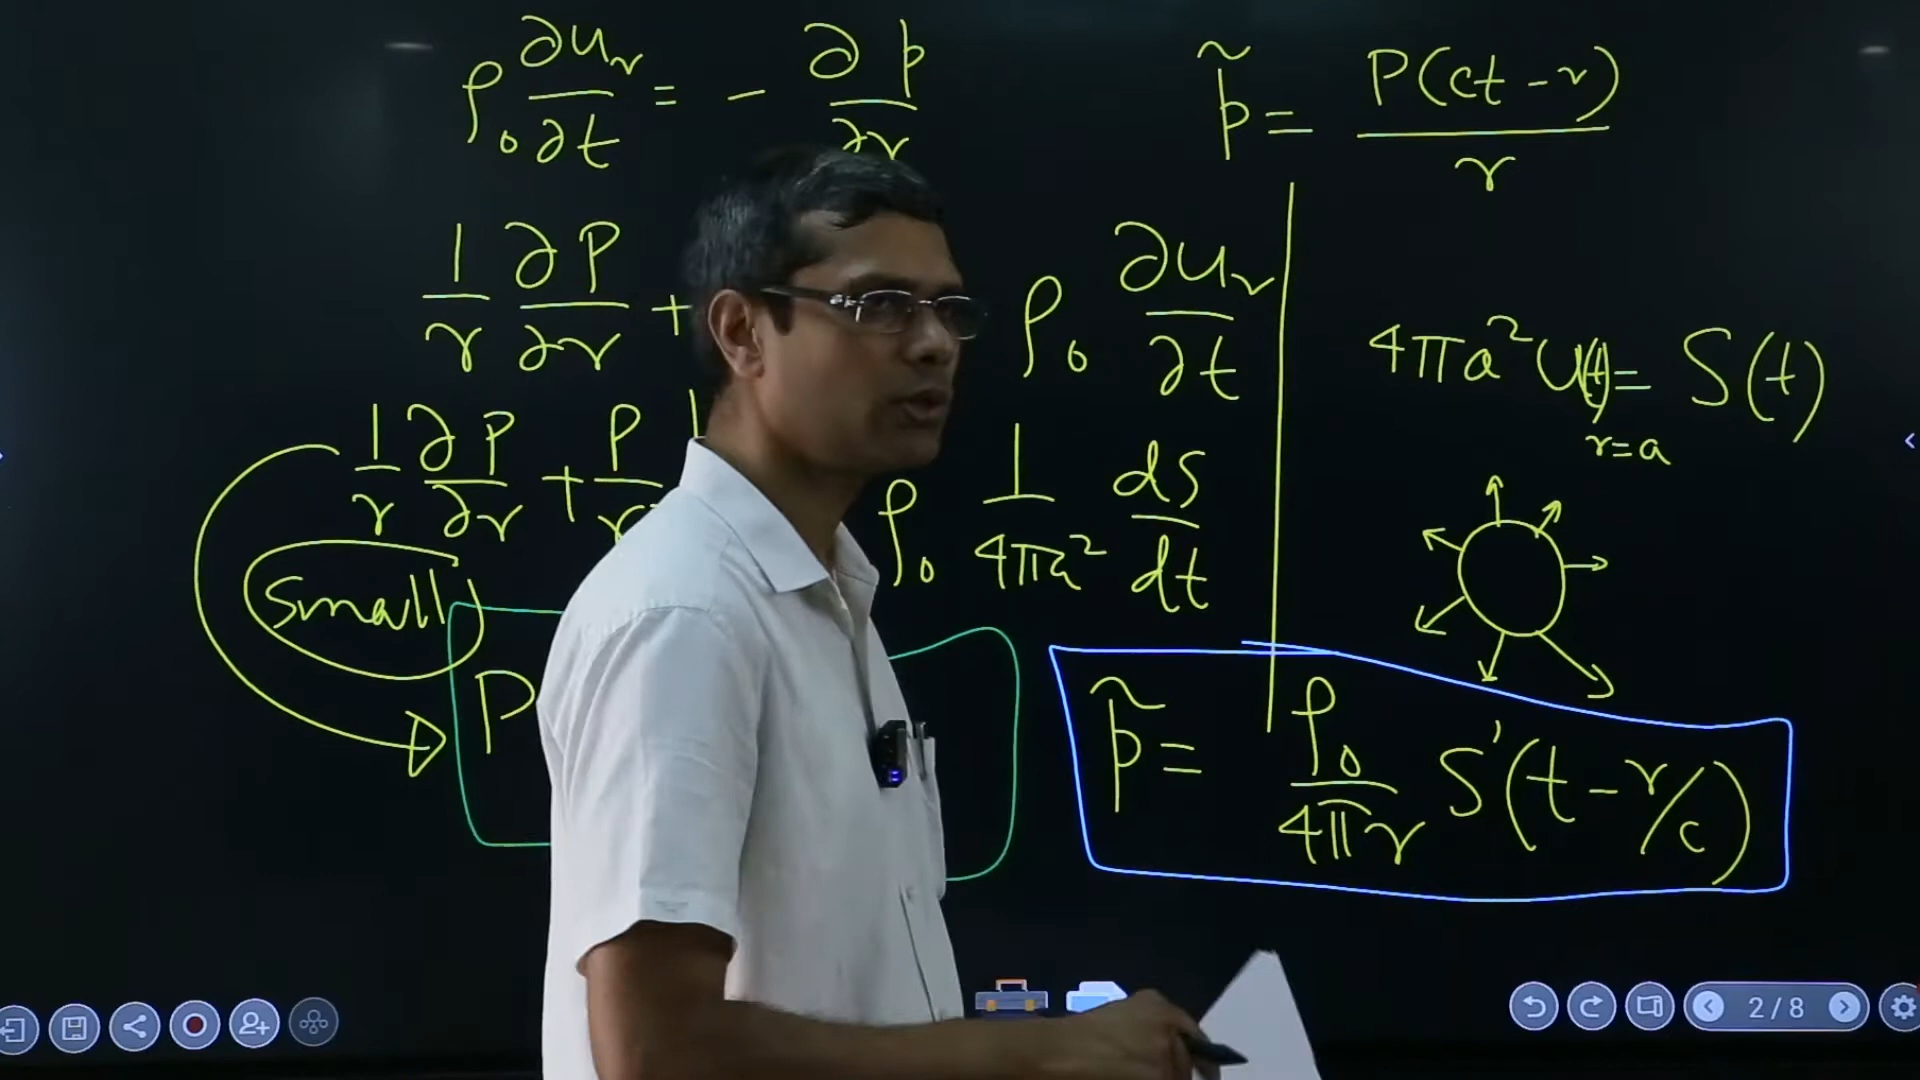 ρ₀ ∂u_r/∂t = - ∂p/∂r
p̃ = P(ct - r)/r
1/r ∂P/∂r +
ρ₀ ∂u_r/∂t
4πa² U(t) = S(t)
r=a
1/r ∂P/∂r + P/r
ρ₀ 1/4πa² dS/dt
small
P
p̃ = ρ₀/4πr S'(t - r/c)
2/8